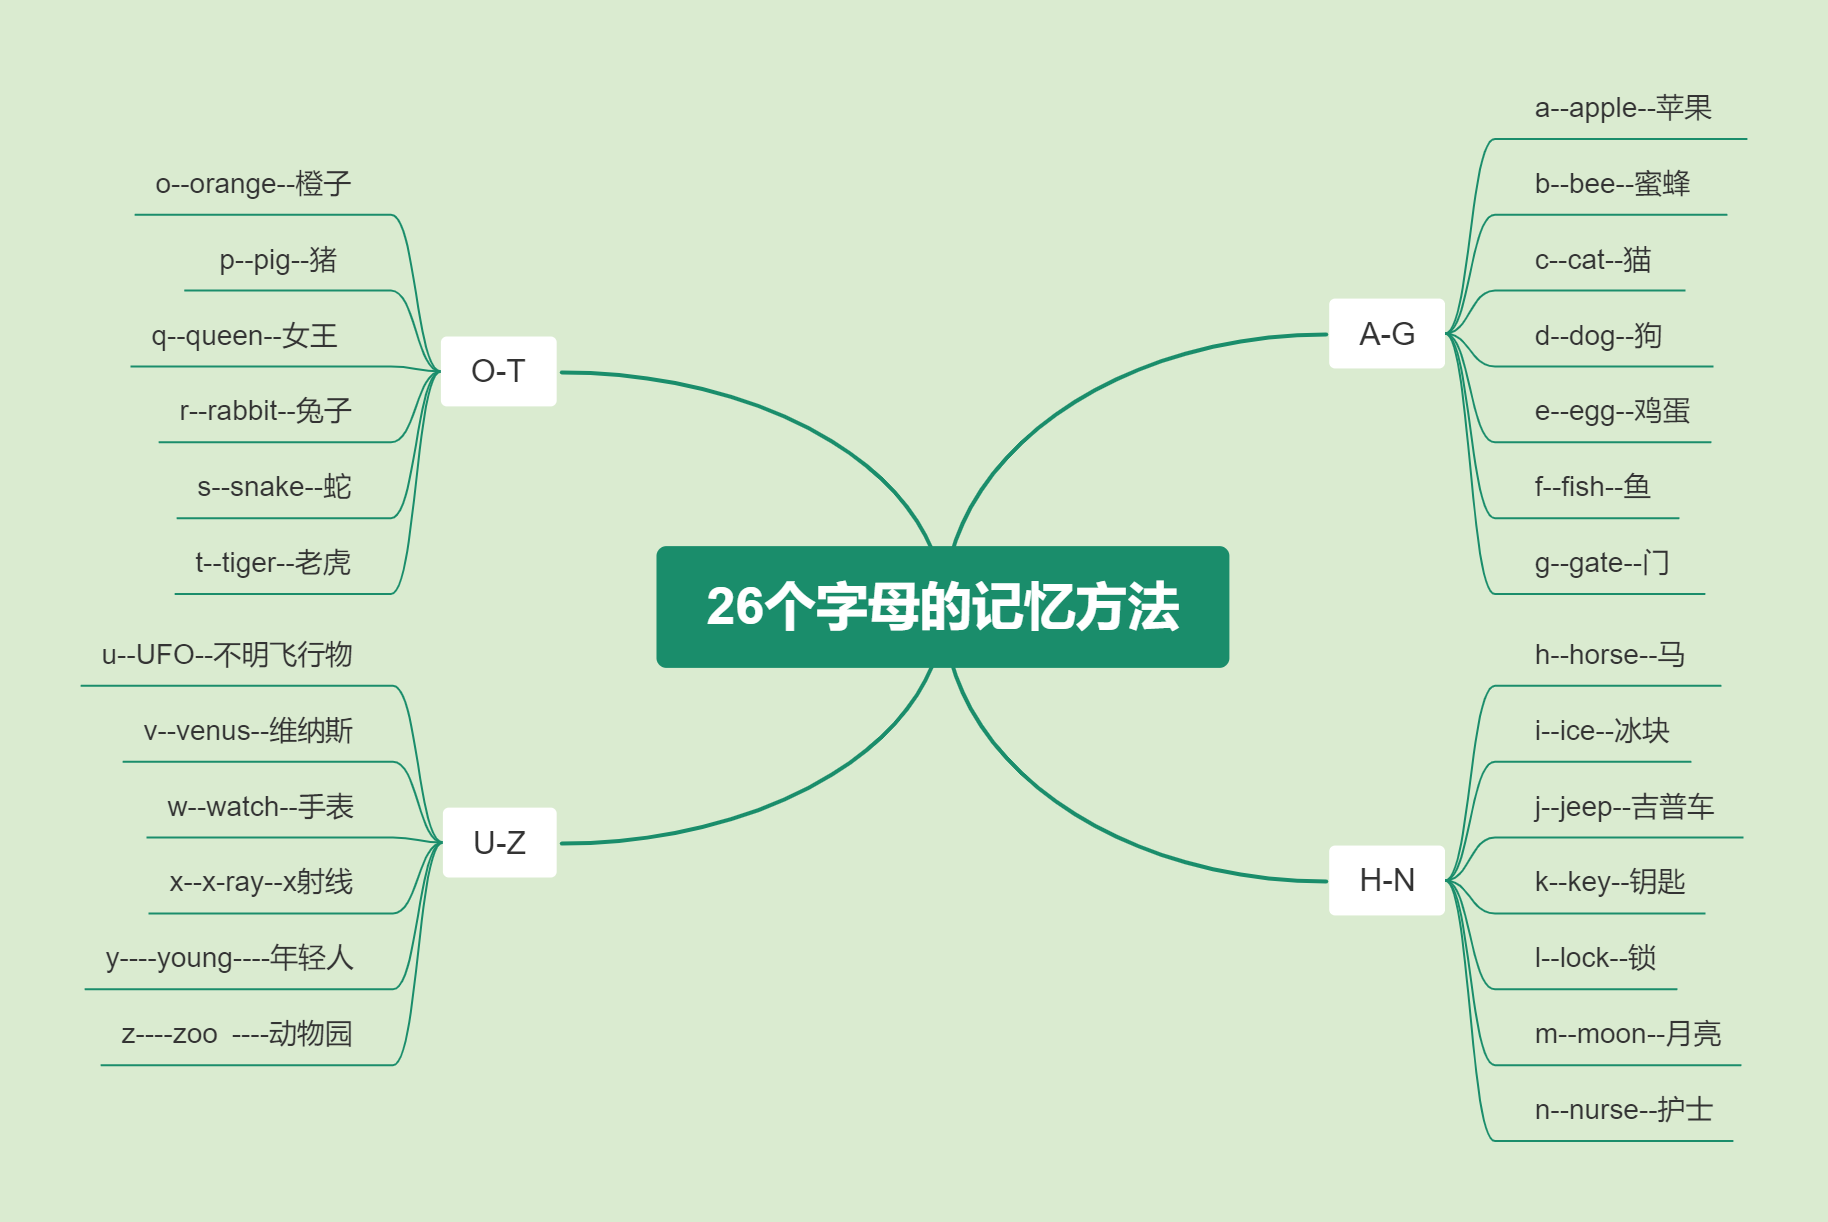 26个字母的记忆方法
A-G
a--apple--苹果
b--bee--蜜蜂
c--cat--猫
d--dog--狗
e--egg--鸡蛋
f--fish--鱼
g--gate--门
H-N
h--horse--马
i--ice--冰块
j--jeep--吉普车
k--key--钥匙
l--lock--锁
m--moon--月亮
n--nurse--护士
O-T
o--orange--橙子
p--pig--猪
q--queen--女王
r--rabbit--兔子
s--snake--蛇
t--tiger--老虎
U-Z
u--UFO--不明飞行物
v--venus--维纳斯
w--watch--手表
x--x-ray--x射线
y----young----年轻人
z----zoo  ----动物园